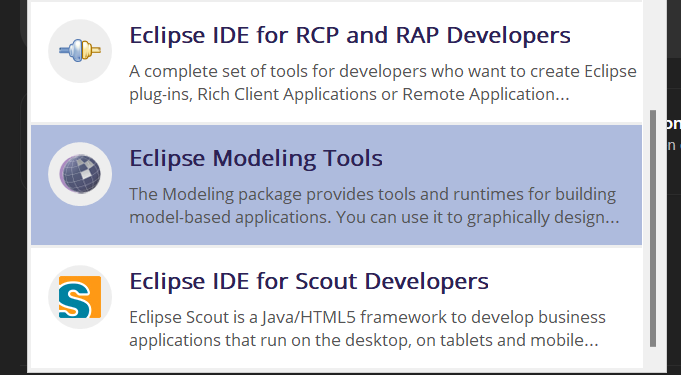 Eclipse IDE for RCP and RAP Developers
A complete set of tools for developers who want to create Eclipse
plug-ins, Rich Client Applications or Remote Application...
Eclipse Modeling Tools
The Modeling package provides tools and runtimes for building
model-based applications. You can use it to graphically design...
Eclipse IDE for Scout Developers
Eclipse Scout is a Java/HTML5 framework to develop business
applications that run on the desktop, on tablets and mobile...